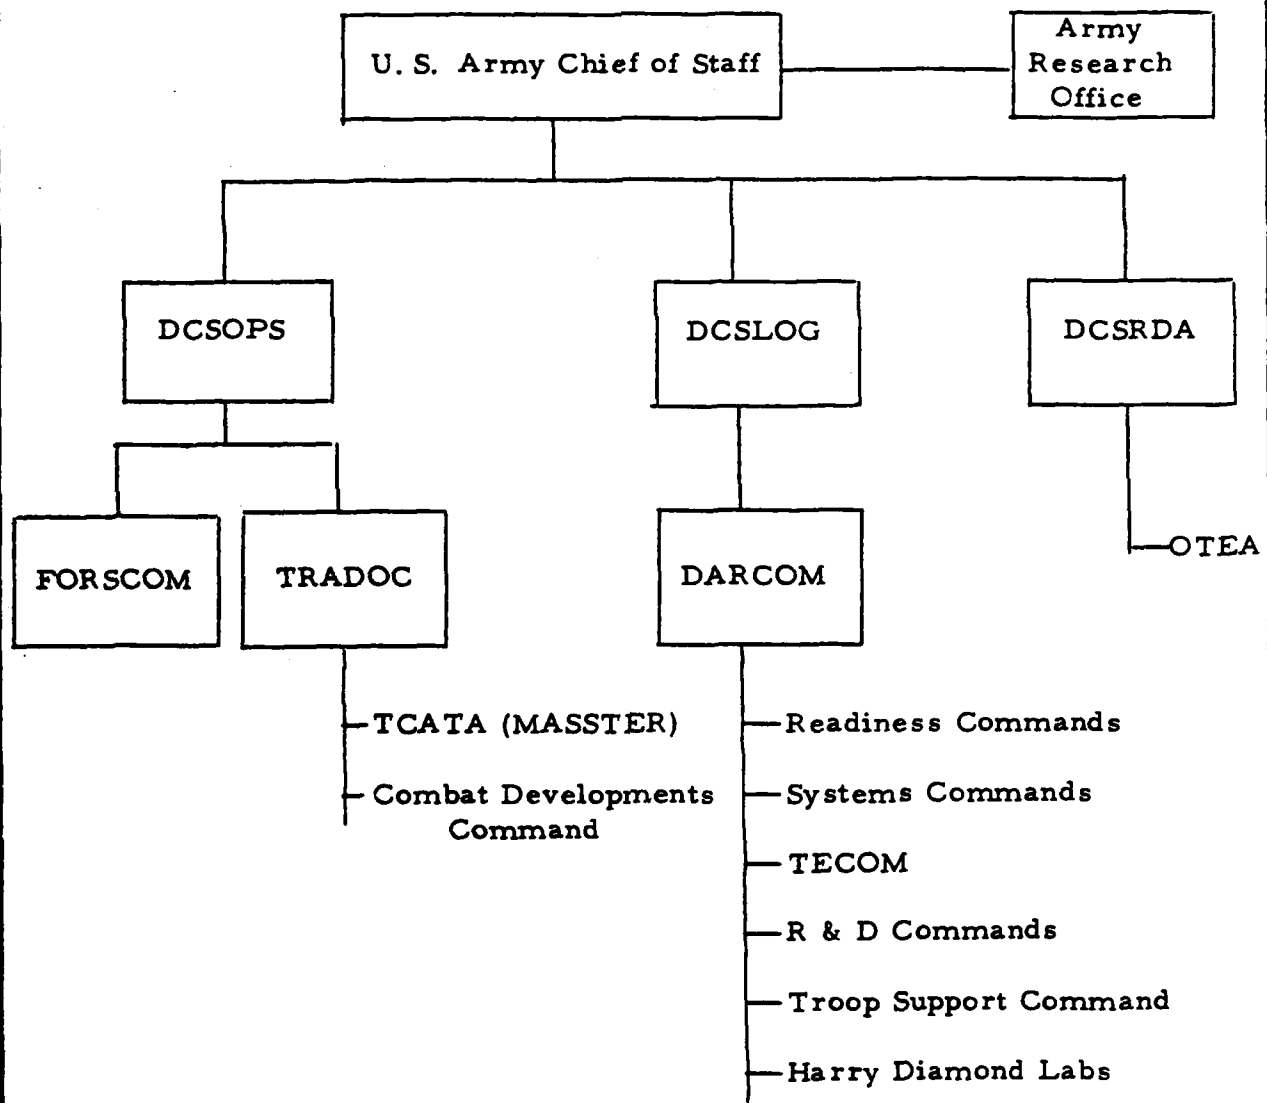 U. S. Army Chief of Staff
Army
Research
Office
DCSOPS
DCSLOG
DCSRDA
FORSCOM
TRADOC
DARCOM
OTEA
TCATA (MASSTER)
Combat Developments
Command
Readiness Commands
Systems Commands
TECOM
R & D Commands
Troop Support Command
Harry Diamond Labs